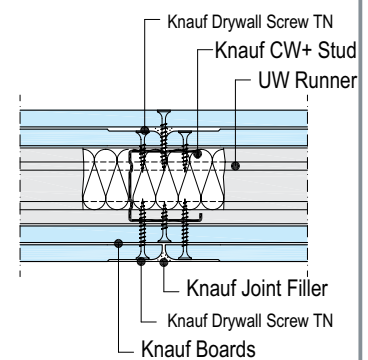 Knauf Drywall Screw TN
Knauf CW+ Stud
UW Runner
Knauf Joint Filler
Knauf Drywall Screw TN
Knauf Boards